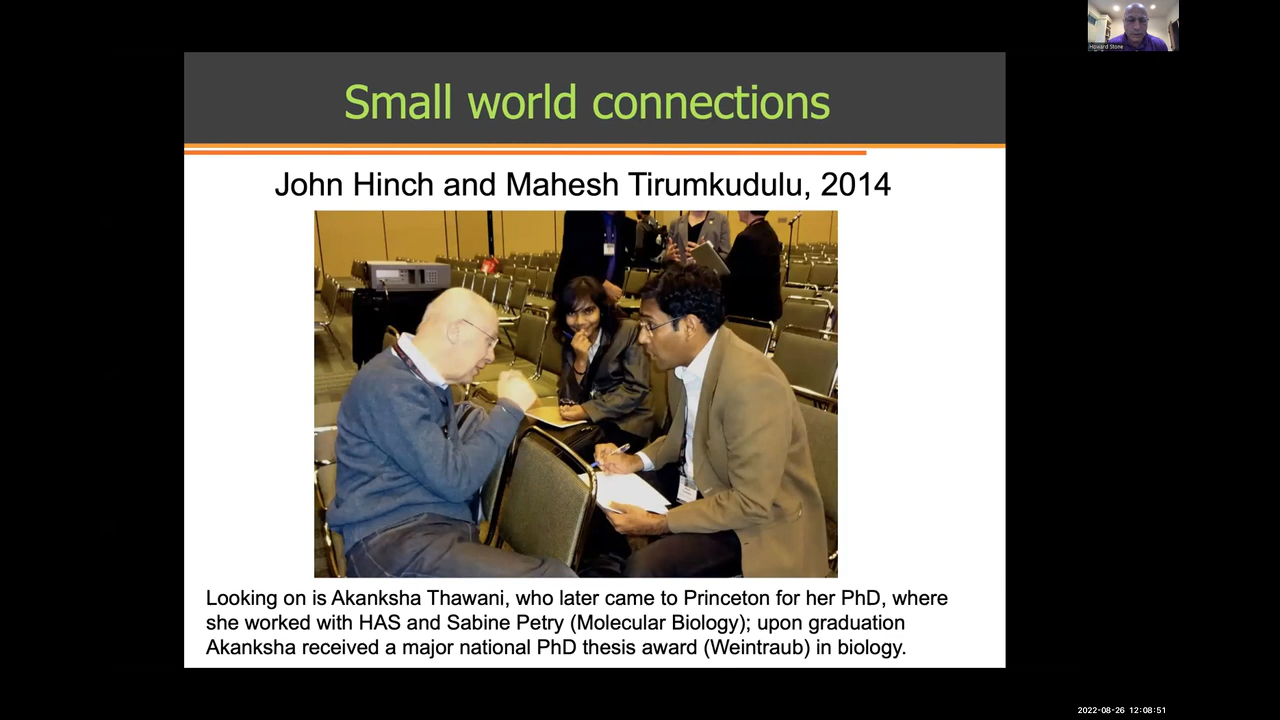 Howard Stone
Small world connections
John Hinch and Mahesh Tirumkudulu, 2014
Looking on is Akanksha Thawani, who later came to Princeton for her PhD, where
she worked with HAS and Sabine Petry (Molecular Biology); upon graduation
Akanksha received a major national PhD thesis award (Weintraub) in biology.
2022-08-26 12:08:51